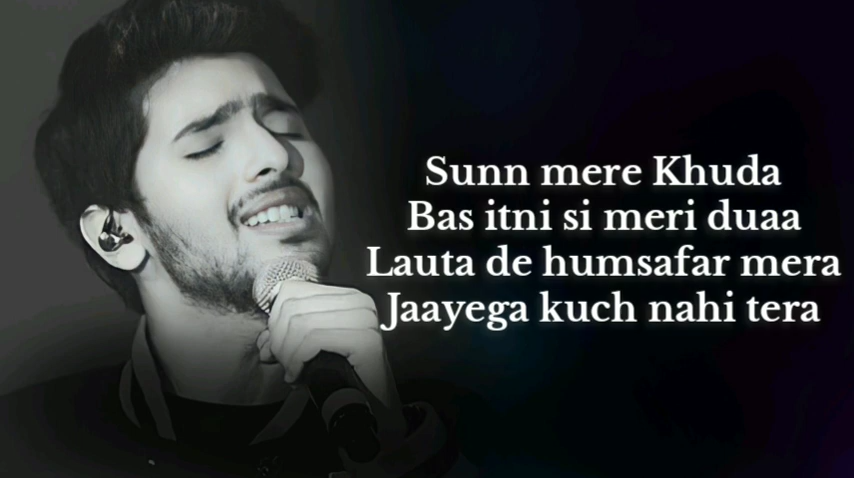 Sunn mere Khuda
Bas itni si meri duaa
Lauta de humsafar mera
Jaayega kuch nahi tera